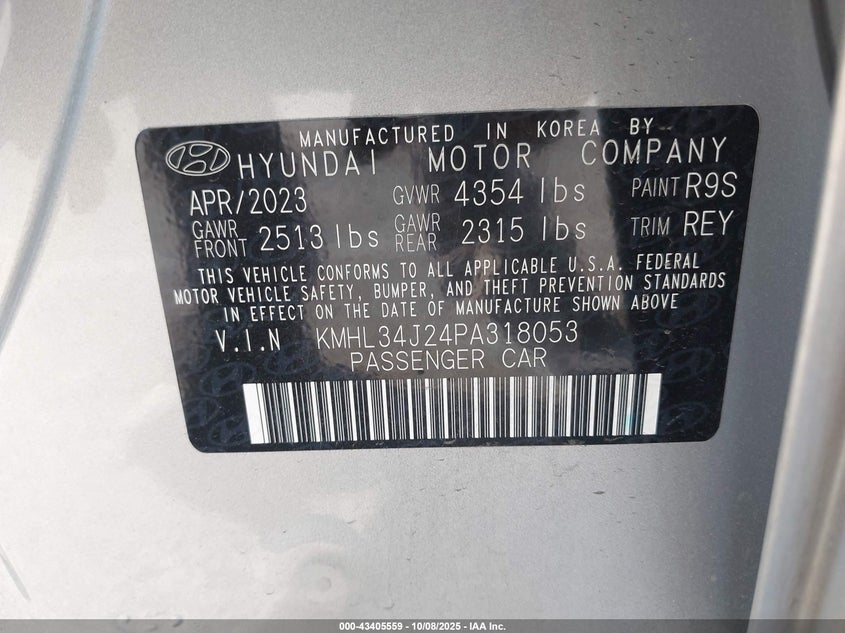 MANUFACTURED IN KOREA BY
HYUNDAI MOTOR COMPANY
APR/2023 GVWR 4354 lbs PAINT R9S
GAWR FRONT 2513 lbs GAWR REAR 2315 lbs TRIM REY
THIS VEHICLE CONFORMS TO ALL APPLICABLE U.S.A. FEDERAL
MOTOR VEHICLE SAFETY, BUMPER, AND THEFT PREVENTION STANDARDS
IN EFFECT ON THE DATE OF MANUFACTURE SHOWN ABOVE
V.I.N KMHL34J24PA318053
PASSENGER CAR
000-43405559 - 10/08/2025 - IAA Inc.